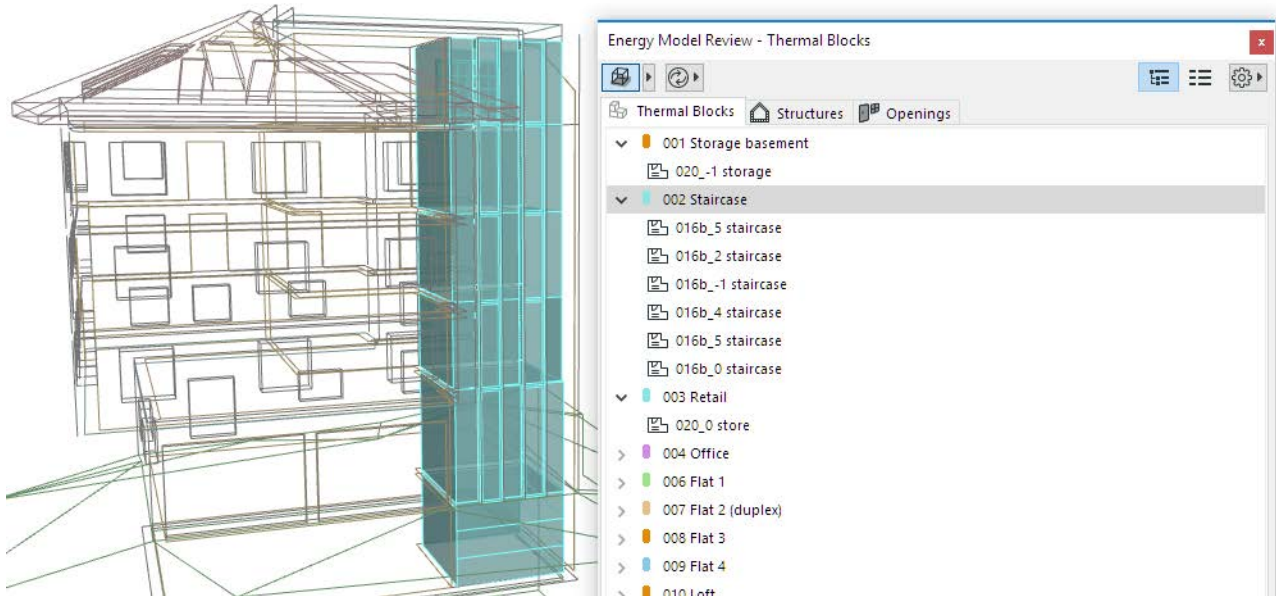 Energy Model Review - Thermal Blocks
x
Thermal Blocks Structures Openings
001 Storage basement
020_-1 storage
002 Staircase
016b_5 staircase
016b_2 staircase
016b_-1 staircase
016b_4 staircase
016b_5 staircase
016b_0 staircase
003 Retail
020_0 store
004 Office
006 Flat 1
007 Flat 2 (duplex)
008 Flat 3
009 Flat 4
010 Loft